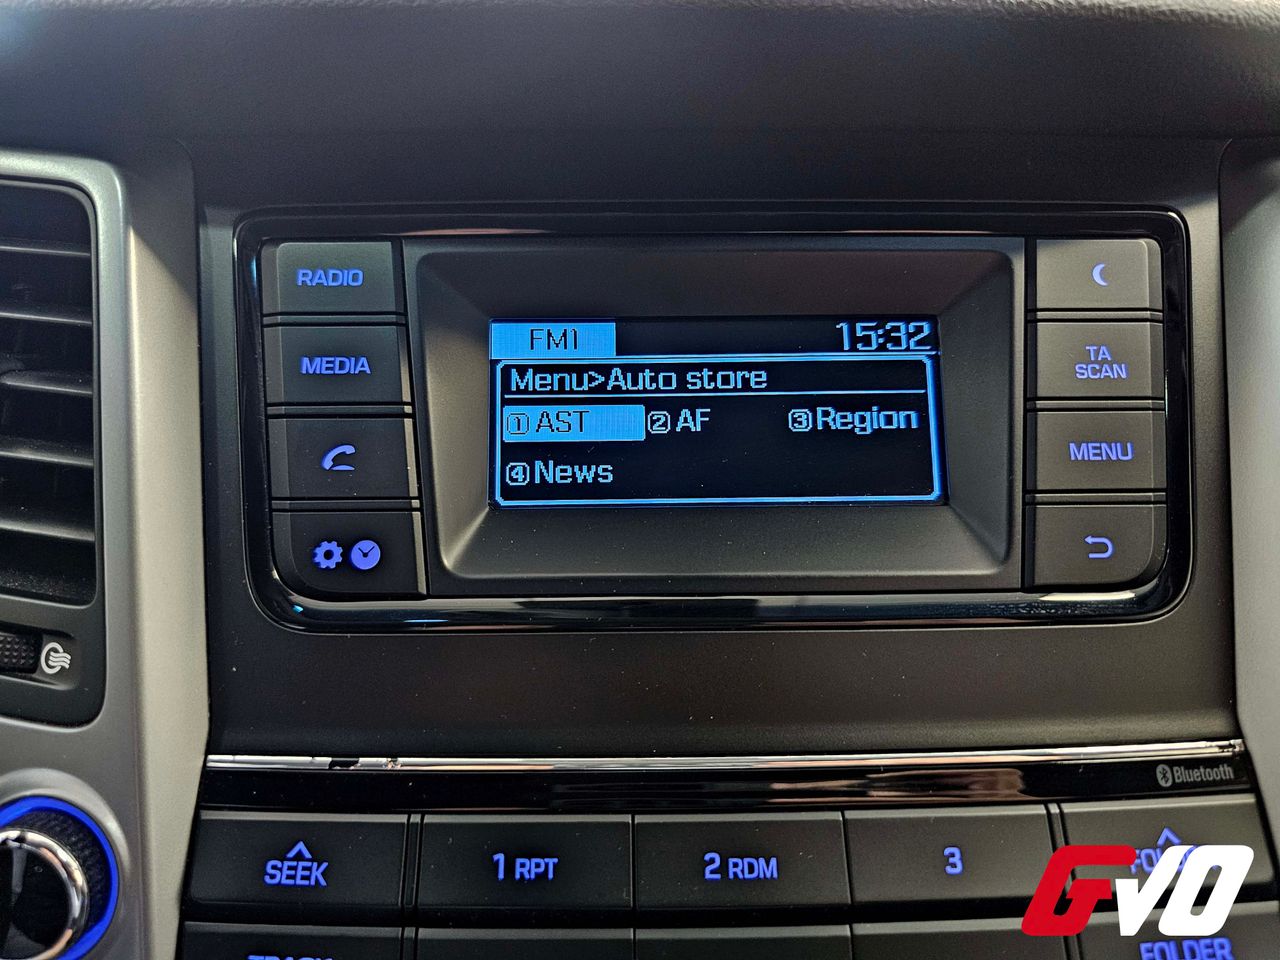 RADIO
MEDIA
FM1 15:32
Menu>Auto store
①AST ②AF ③Region
④News
TA
SCAN
MENU
Bluetooth
SEEK
1 RPT
2 RDM
3
GVO
FOLDER